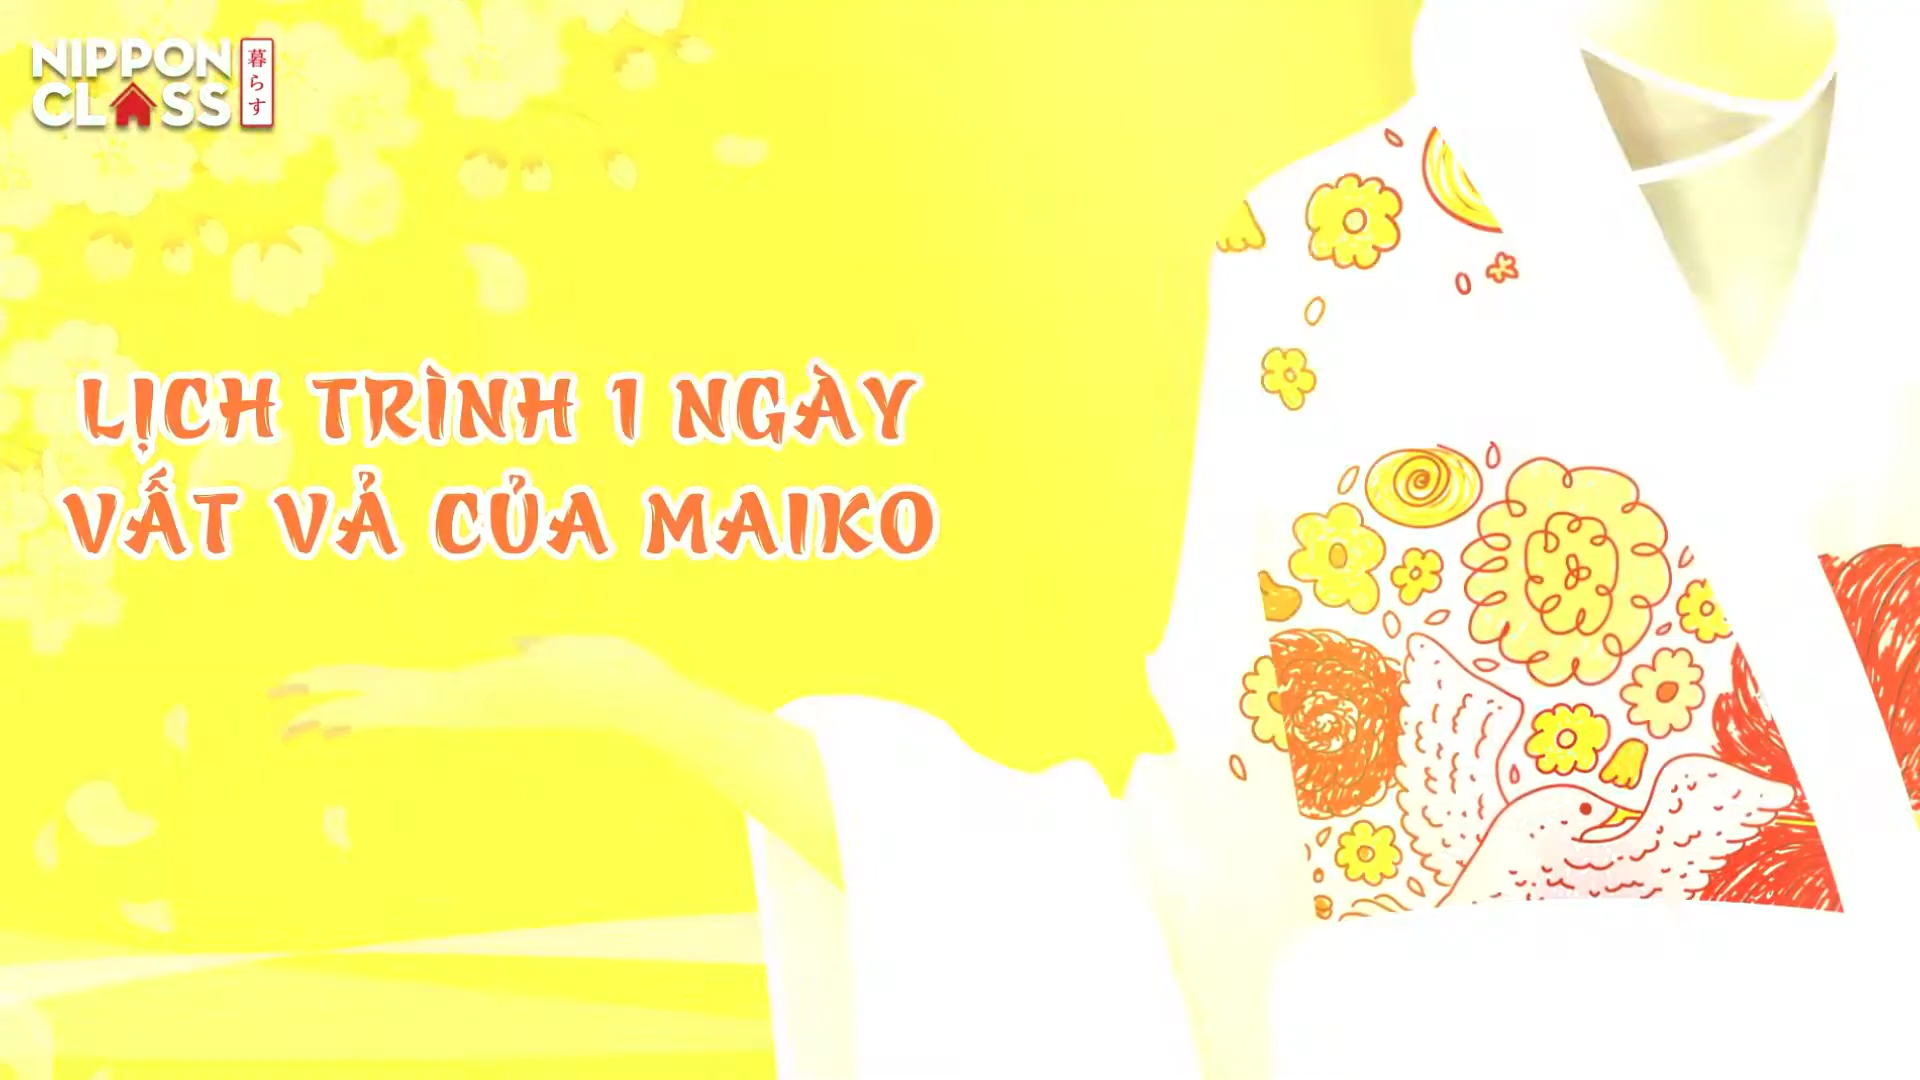 NIPPON
CLASS
暮らす
LỊCH TRÌNH 1 NGÀY
VẤT VẢ CỦA MAIKO